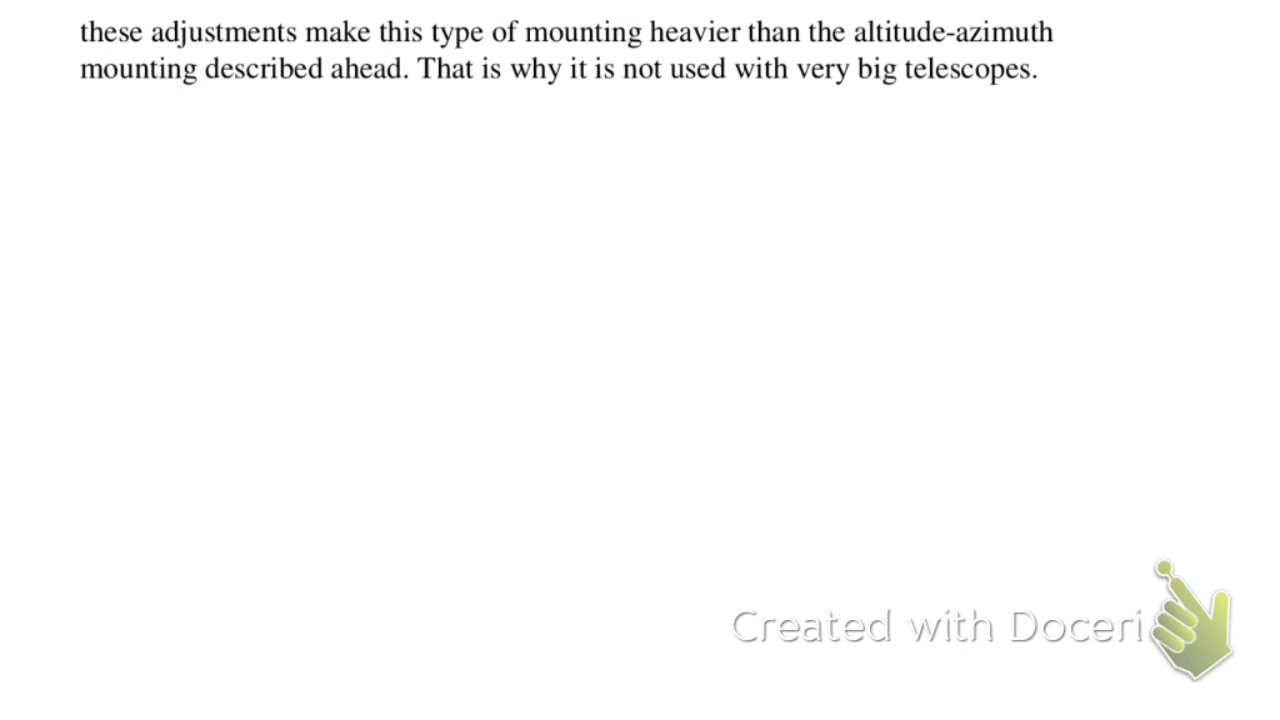 these adjustments make this type of mounting heavier than the altitude-azimuth
mounting described ahead. That is why it is not used with very big telescopes.
Created with Doceri